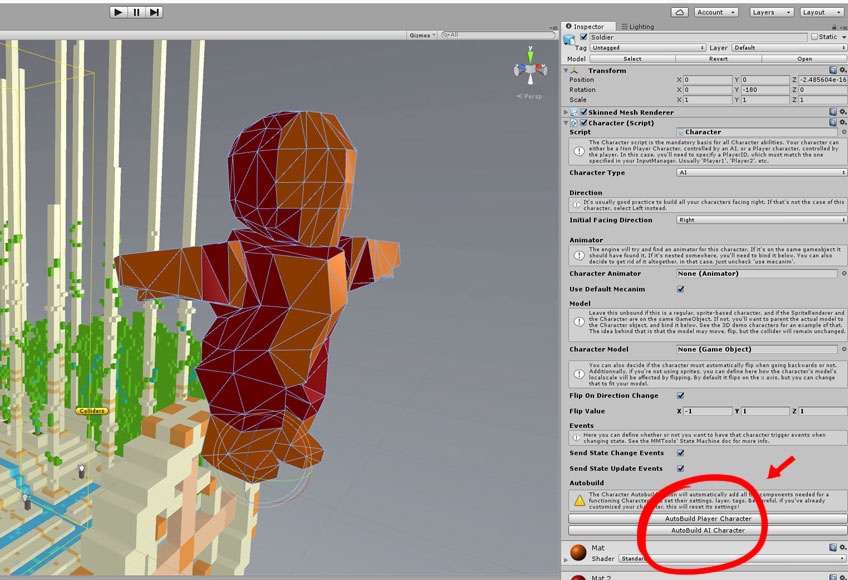 Account
Layers
Layout
Gizmos
All
Inspector
Lighting
Soldier
Static
Tag Untagged Layer Default
Model Select Revert Open
Transform
Position X 0 Y 0 Z -2.485604e-16
Rotation X 0 Y -180 Z 0
Scale X 1 Y 1 Z 1
y
Persp
Skinned Mesh Renderer
Character (Script)
Script Character
The Character script is the mandatory basis for all Character abilities. Your character can
either be a Non Player Character, controlled by an AI, or a Player character, controlled by
the player. In this case, you'll need to specify a PlayerID, which must match the one
specified in your InputManager. Usually 'Player1', 'Player2', etc.
Character Type AI
Direction
It's usually good practice to build all your characters facing right. If that's not the case of this
character, select Left instead.
Initial Facing Direction Right
Animator
The engine will try and find an animator for this character. If it's on the same gameobject it
should have found it. If it's nested somewhere, you'll need to bind it below. You can also
decide to get rid of it altogether, in that case, just uncheck 'use mecanim'.
Character Animator None (Animator)
Use Default Mecanim
Model
Leave this unbound if this is a regular, sprite-based character, and if the SpriteRenderer and
the Character are on the same GameObject. If not, you'll want to parent the actual model to
the Character object, and bind it below. See the 3D demo characters for an example of that.
The idea behind that is that the model may move, flip, but the collider will remain unchanged.
Character Model None (Game Object)
You can also decide if the character must automatically flip when going backwards or not.
Additionnally, if you're not using sprites, you can define here how the character's model's
localscale will be affected by flipping. By default it flips on the x axis, but you can change
that to fit your model.
Flip On Direction Change
Flip Value X -1 Y 1 Z 1
Events
Here you can define whether or not you want to have that character trigger events when
changing state. See the MMTools' State Machine doc for more info.
Send State Change Events
Send State Update Events
Colliders
Autobuild
The Character Autobuild will automatically add all components needed for a
functioning Character set their settings, layer, tags. Be careful, if you've already
customized your character, this will reset its settings!
AutoBuild Player Character
AutoBuild AI Character
Mat
Shader Standard
Mat 2